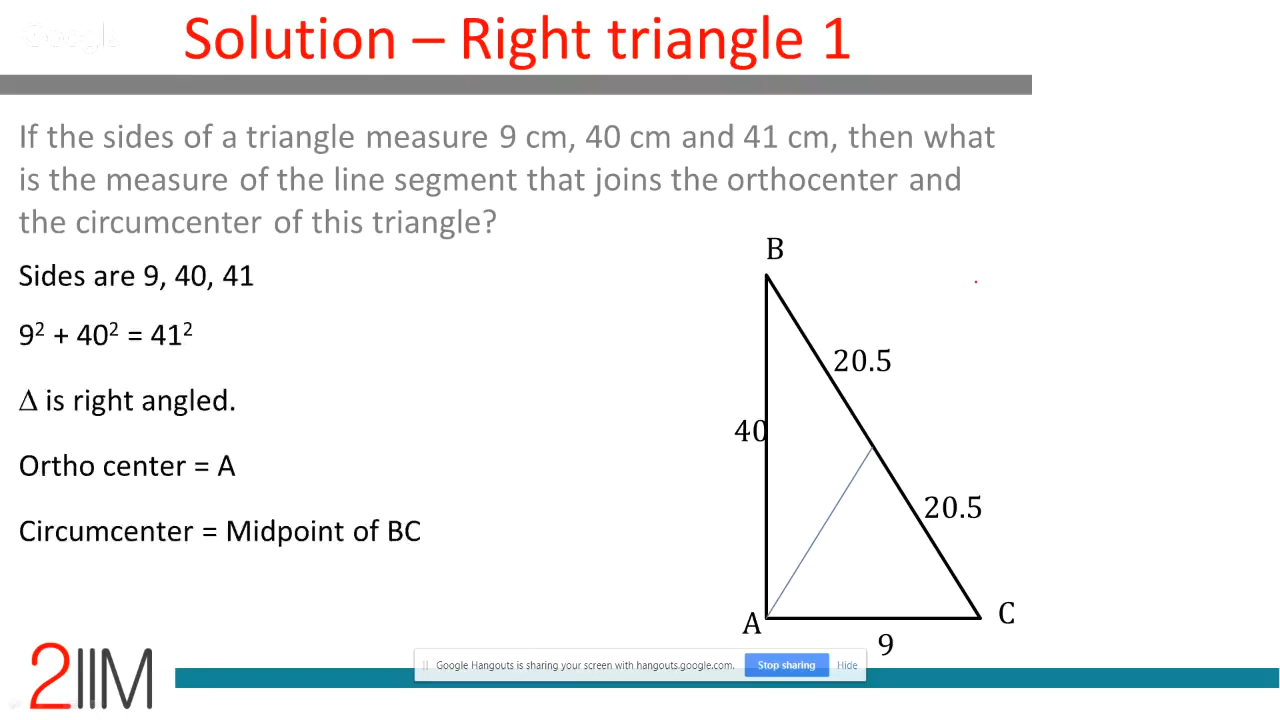 Google
Solution – Right triangle 1
If the sides of a triangle measure 9 cm, 40 cm and 41 cm, then what
is the measure of the line segment that joins the orthocenter and
the circumcenter of this triangle?
Sides are 9, 40, 41
9² + 40² = 41²
Δ is right angled.
Ortho center = A
Circumcenter = Midpoint of BC
B
20.5
40
20.5
A
C
9
2IIM
Google Hangouts is sharing your screen with hangouts.google.com.
Stop sharing
Hide